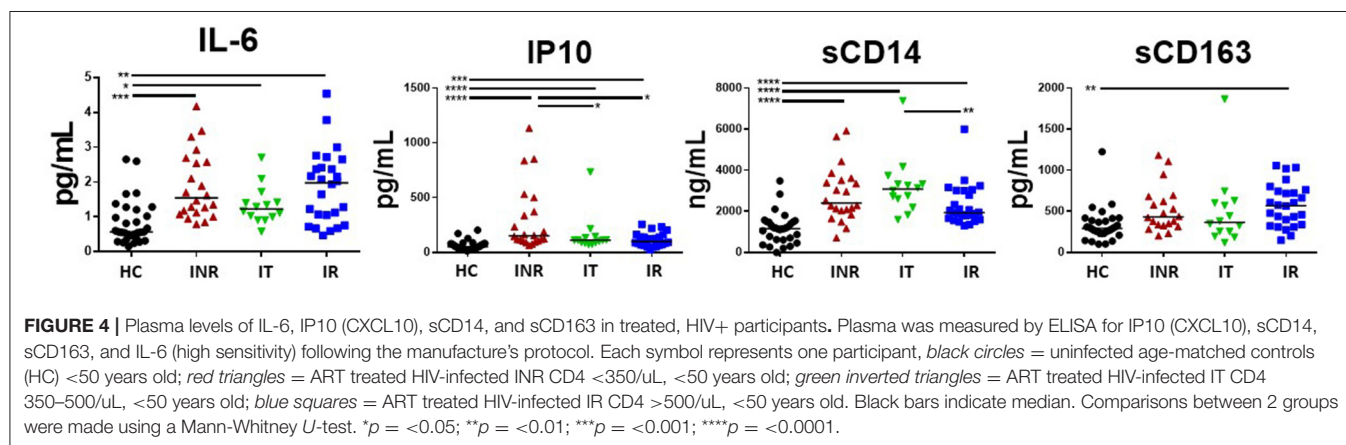 IL-6
IP10
sCD14
sCD163
pg/mL
5
4
3
2
1
0
**
*
***
HC
INR
IT
IR
pg/mL
1500
1000
500
0
***
****
****
*
*
HC
INR
IT
IR
ng/mL
8000
6000
4000
2000
0
****
****
****
**
HC
INR
IT
IR
pg/mL
2000
1500
1000
500
0
**
HC
INR
IT
IR
FIGURE 4 | Plasma levels of IL-6, IP10 (CXCL10), sCD14, and sCD163 in treated, HIV+ participants. Plasma was measured by ELISA for IP10 (CXCL10), sCD14,
sCD163, and IL-6 (high sensitivity) following the manufacture's protocol. Each symbol represents one participant, black circles = uninfected age-matched controls
(HC) <50 years old; red triangles = ART treated HIV-infected INR CD4 <350/uL, <50 years old; green inverted triangles = ART treated HIV-infected IT CD4
350–500/uL, <50 years old; blue squares = ART treated HIV-infected IR CD4 >500/uL, <50 years old. Black bars indicate median. Comparisons between 2 groups
were made using a Mann-Whitney U-test. *p = <0.05; **p = <0.01; ***p = <0.001; ****p = <0.0001.